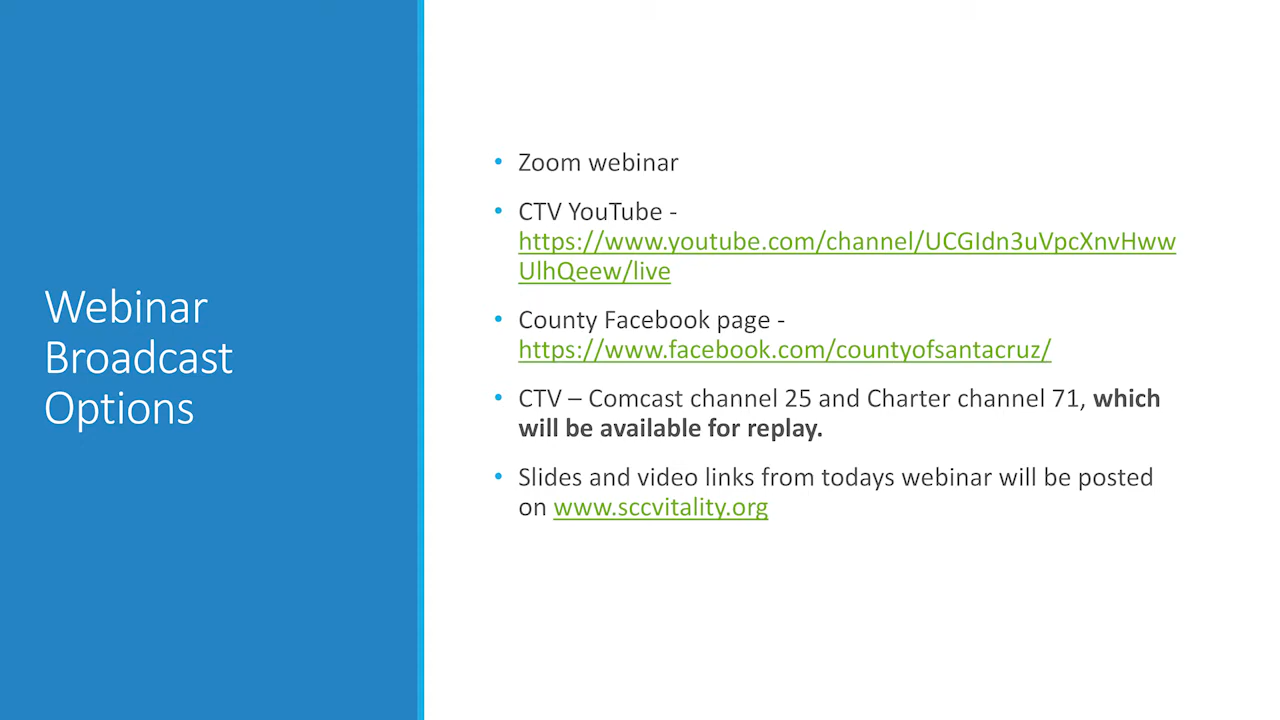 Webinar
Broadcast
Options
• Zoom webinar
• CTV YouTube -
https://www.youtube.com/channel/UCGIdn3uVpcXnvHww
UlhQeew/live
• County Facebook page -
https://www.facebook.com/countyofsantacruz/
• CTV – Comcast channel 25 and Charter channel 71, which
will be available for replay.
• Slides and video links from todays webinar will be posted
on www.sccvitality.org